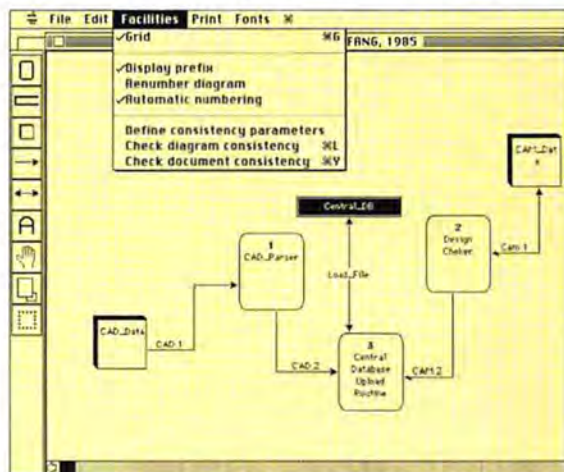 File Edit Facilities Print Fonts ⌘
FANG, 1985
✓Grid ⌘G
✓Display prefix
Renumber diagram
✓Automatic numbering
Define consistency parameters
Check diagram consistency ⌘L
Check document consistency ⌘Y
A
CAM_Dat
a
Central_DB
1
CAD_Parser
2
Design
Cheker
Cam.1
Load_File
CAD_Data
CAD.1
CAD.2
3
Central
Database
Upload
Routine
CAM.2